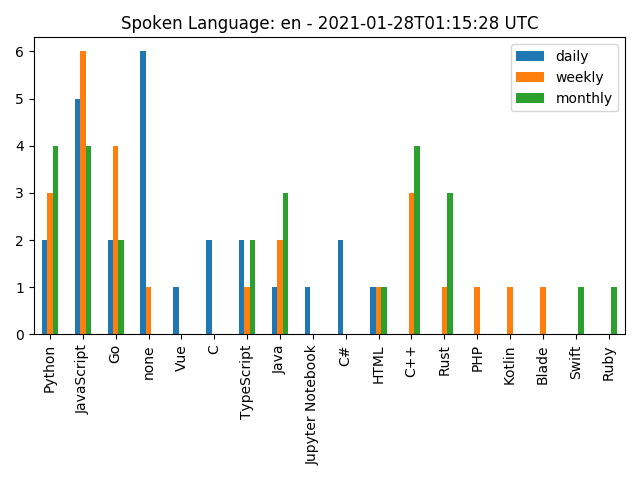 Spoken Language: en - 2021-01-28T01:15:28 UTC
daily
weekly
monthly
6
5
4
3
2
1
0
Python
JavaScript
Go
none
Vue
C
TypeScript
Java
Jupyter Notebook
C#
HTML
C++
Rust
PHP
Kotlin
Blade
Swift
Ruby